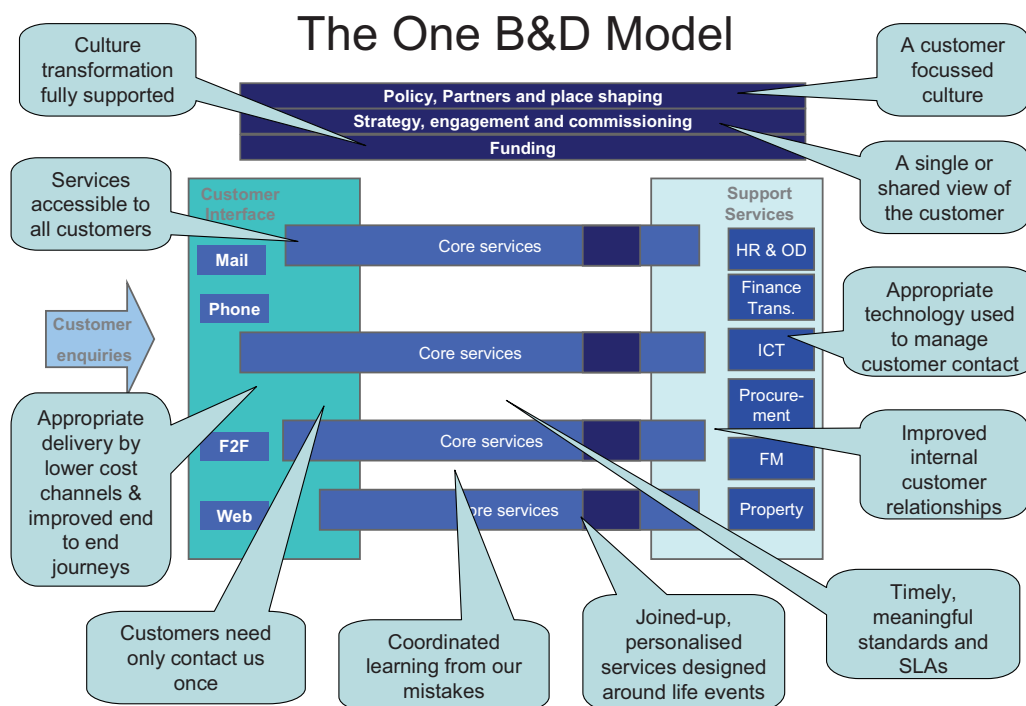 The One B&D Model
Culture
transformation
fully supported
A customer
focussed
culture
Policy, Partners and place shaping
Strategy, engagement and commissioning
Funding
Services
accessible to
all customers
A single or
shared view of
the customer
Customer
Interface
Support
Services
Core services
Mail
HR & OD
Phone
Finance
Trans.
Appropriate
technology used
to manage
customer contact
Customer
enquiries
Core services
ICT
Appropriate
delivery by
lower cost
channels &
improved end
to end
journeys
Procure-
ment
F2F
Core services
FM
Improved
internal
customer
relationships
Web
Core services
Property
Customers need
only contact us
once
Coordinated
learning from our
mistakes
Joined-up,
personalised
services designed
around life events
Timely,
meaningful
standards and
SLAs